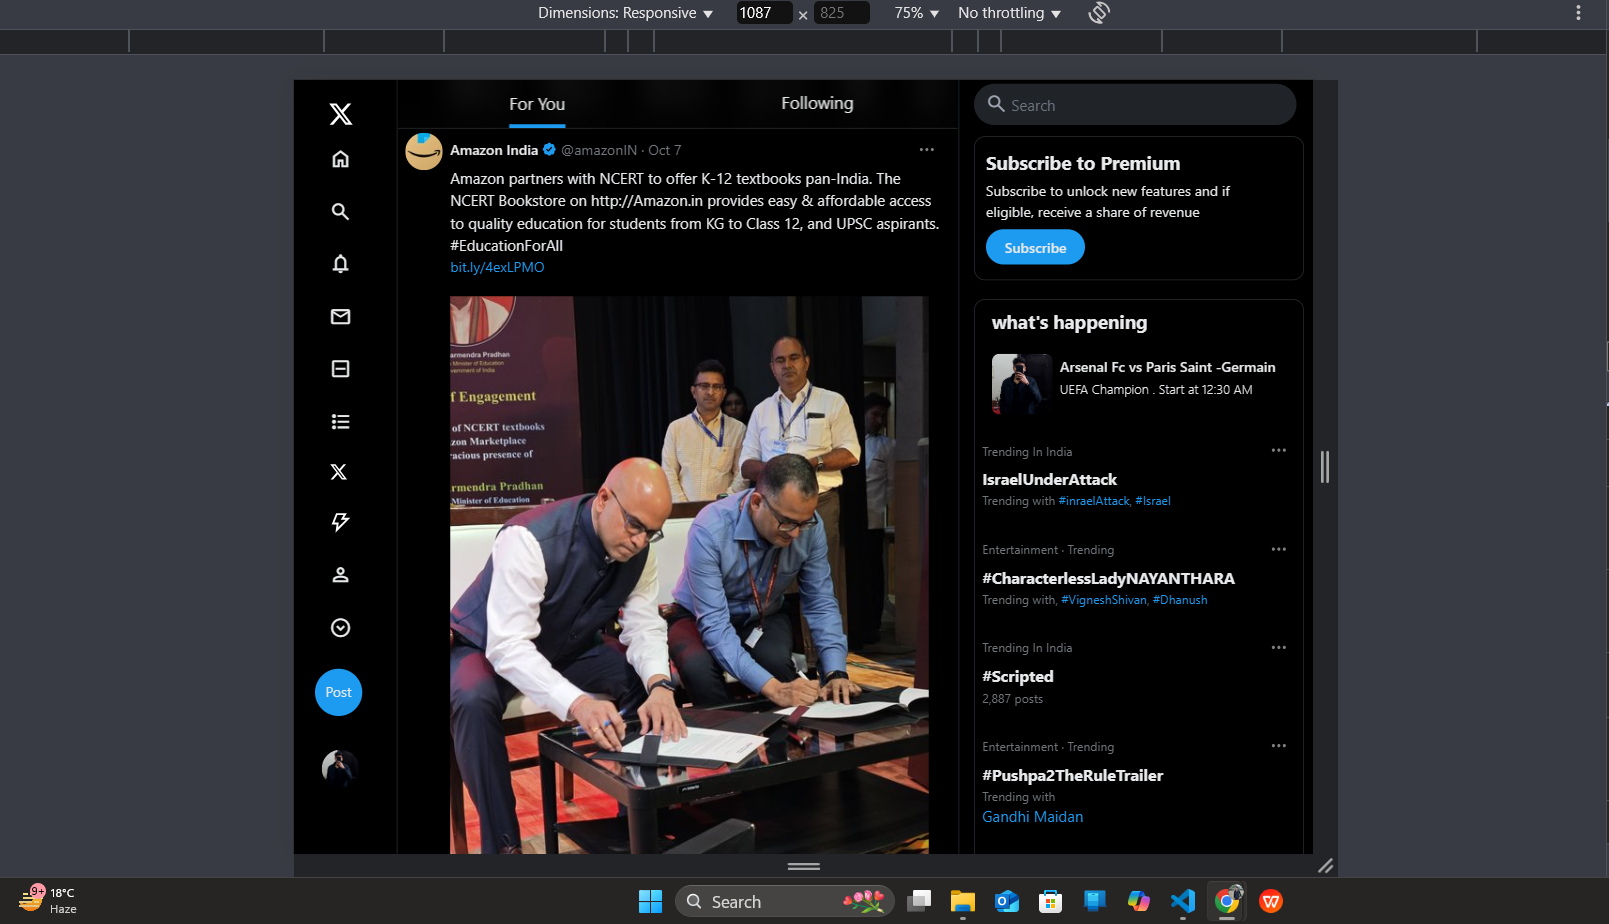 Dimensions: Responsive
1087
×
825
75%
No throttling
For You
Following
Amazon India @amazonIN · Oct 7
Amazon partners with NCERT to offer K-12 textbooks pan-India. The
NCERT Bookstore on http://Amazon.in provides easy & affordable access
to quality education for students from KG to Class 12, and UPSC aspirants.
#EducationForAll
bit.ly/4exLPMO
armendra Pradhan
Minister of Education
vernment of India
f Engagement
of NCERT textbooks
zon Marketplace
racious presence of
rmendra Pradhan
Minister of Education
Post
Search
Subscribe to Premium
Subscribe to unlock new features and if
eligible, receive a share of revenue
Subscribe
what's happening
Arsenal Fc vs Paris Saint -Germain
UEFA Champion . Start at 12:30 AM
Trending In India
IsraelUnderAttack
Trending with #inraelAttack, #Israel
Entertainment · Trending
#CharacterlessLadyNAYANTHARA
Trending with, #VigneshShivan, #Dhanush
Trending In India
#Scripted
2,887 posts
Entertainment · Trending
#Pushpa2TheRuleTrailer
Trending with
Gandhi Maidan
9+
18°C
Haze
Search